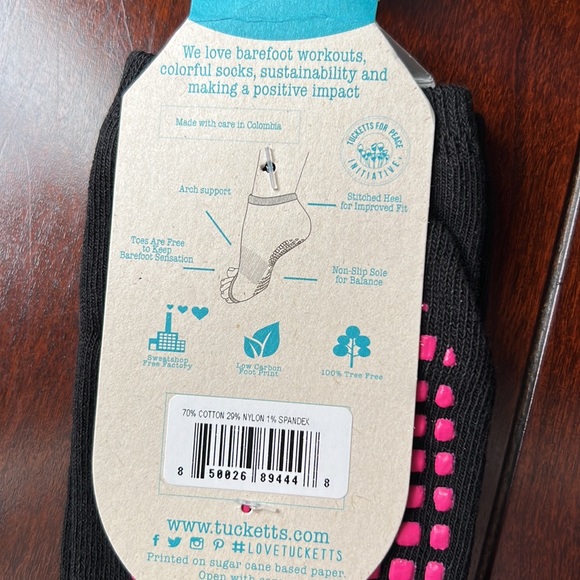 We love barefoot workouts,
colorful socks, sustainability and
making a positive impact
Made with care in Colombia
TUCKETTS FOR PEACE
INITIATIVE
Arch support
Stitched Heel
for Improved Fit
Toes Are Free
to Keep
Barefoot Sensation
Non-Slip Sole
for Balance
Sweatshop
Free Factory
Low Carbon
Foot Print
100% Tree Free
70% COTTON 29% NYLON 1% SPANDEX
8 50026 89444 8
www.tucketts.com
#LOVETUCKETTS
Printed on sugar cane based paper.
Open with